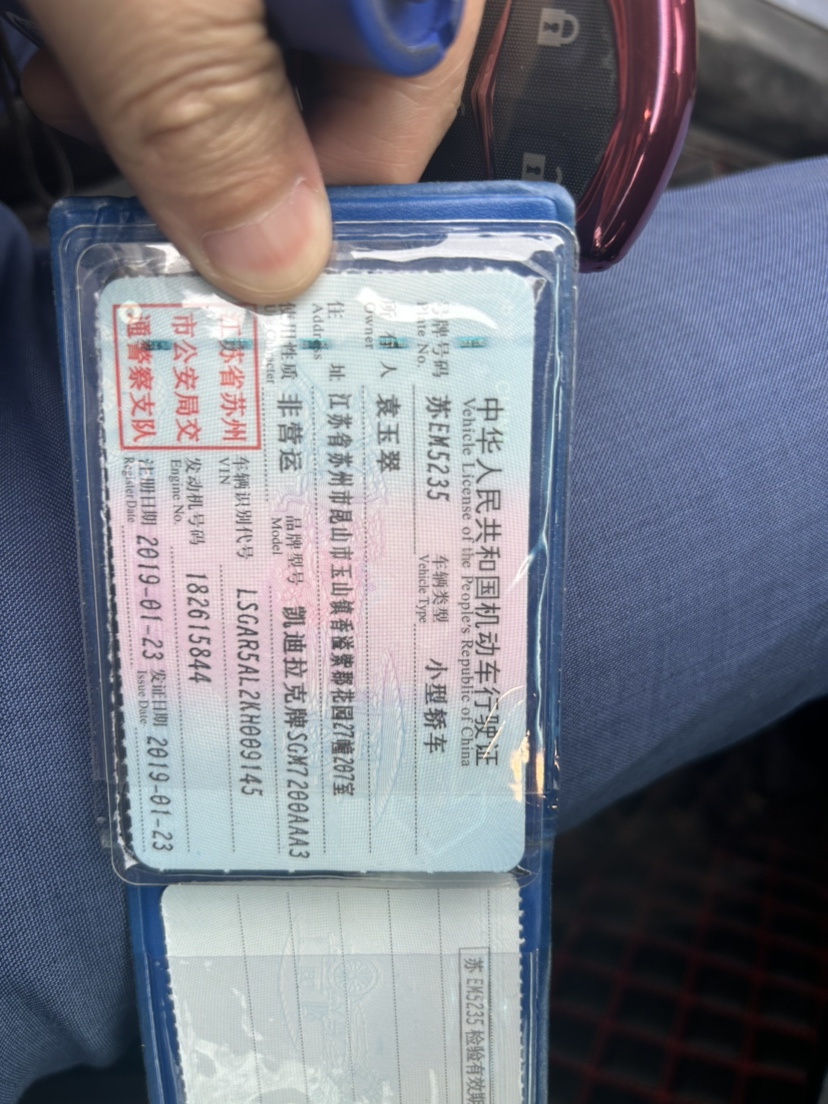 中华人民共和国机动车行驶证
Vehicle License of the People's Republic of China
号牌号码 苏EM5235 车辆类型 小型轿车
Plate No. Vehicle Type
所有人 袁玉翠
Owner
住址 江苏省苏州市昆山市玉山镇香溢紫郡花园27幢207室
Address
使用性质 非营运 品牌型号 凯迪拉克牌SGM7200AAA3
Model
江苏省苏州
市公安局交
通警察支队
车辆识别代号 LSGAR5AL2KH009145
VIN
发动机号码 182615844
Engine No.
注册日期 2019-01-23 发证日期 2019-01-23
Register Date Issue Date
苏EM5235 检验有效期